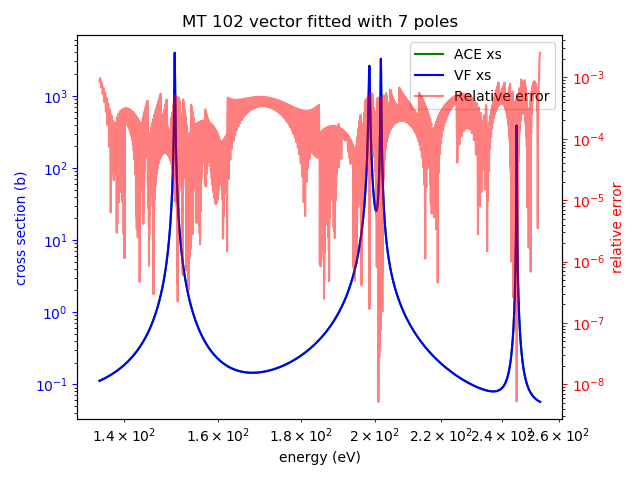 MT 102 vector fitted with 7 poles
ACE xs
VF xs
Relative error
cross section (b)
10³
10²
10¹
10⁰
10⁻¹
10⁻³
10⁻⁴
10⁻⁵
10⁻⁶
10⁻⁷
10⁻⁸
relative error
1.4 × 10² 1.6 × 10² 1.8 × 10² 2 × 10² 2.2 × 10² 2.4 × 10² 2.6 × 10²
energy (eV)